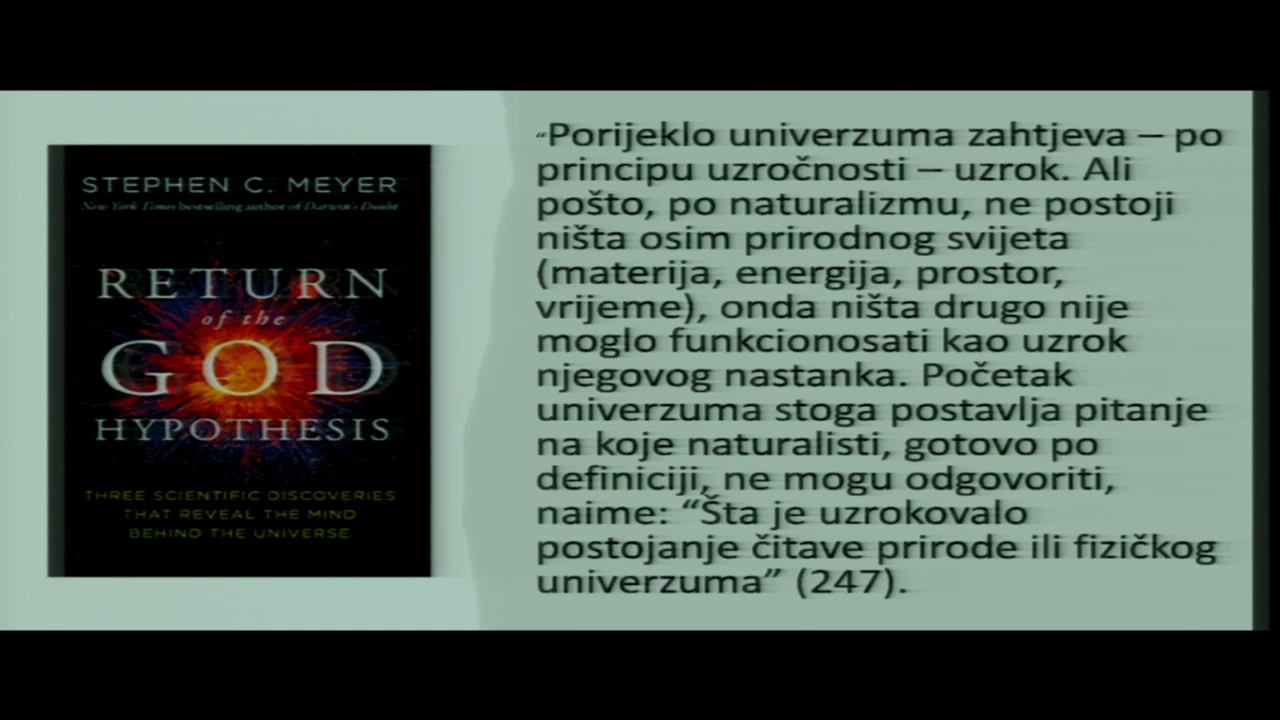 STEPHEN C. MEYER
New York Times bestselling author of Darwin's Doubt
RETURN
of the
GOD
HYPOTHESIS
THREE SCIENTIFIC DISCOVERIES
THAT REVEAL THE MIND
BEHIND THE UNIVERSE
“Porijeklo univerzuma zahtjeva – po
principu uzročnosti – uzrok. Ali
pošto, po naturalizmu, ne postoji
ništa osim prirodnog svijeta
(materija, energija, prostor,
vrijeme), onda ništa drugo nije
moglo funkcionosati kao uzrok
njegovog nastanka. Početak
univerzuma stoga postavlja pitanje
na koje naturalisti, gotovo po
definiciji, ne mogu odgovoriti,
naime: “Šta je uzrokovalo
postojanje čitave prirode ili fizičkog
univerzuma” (247).